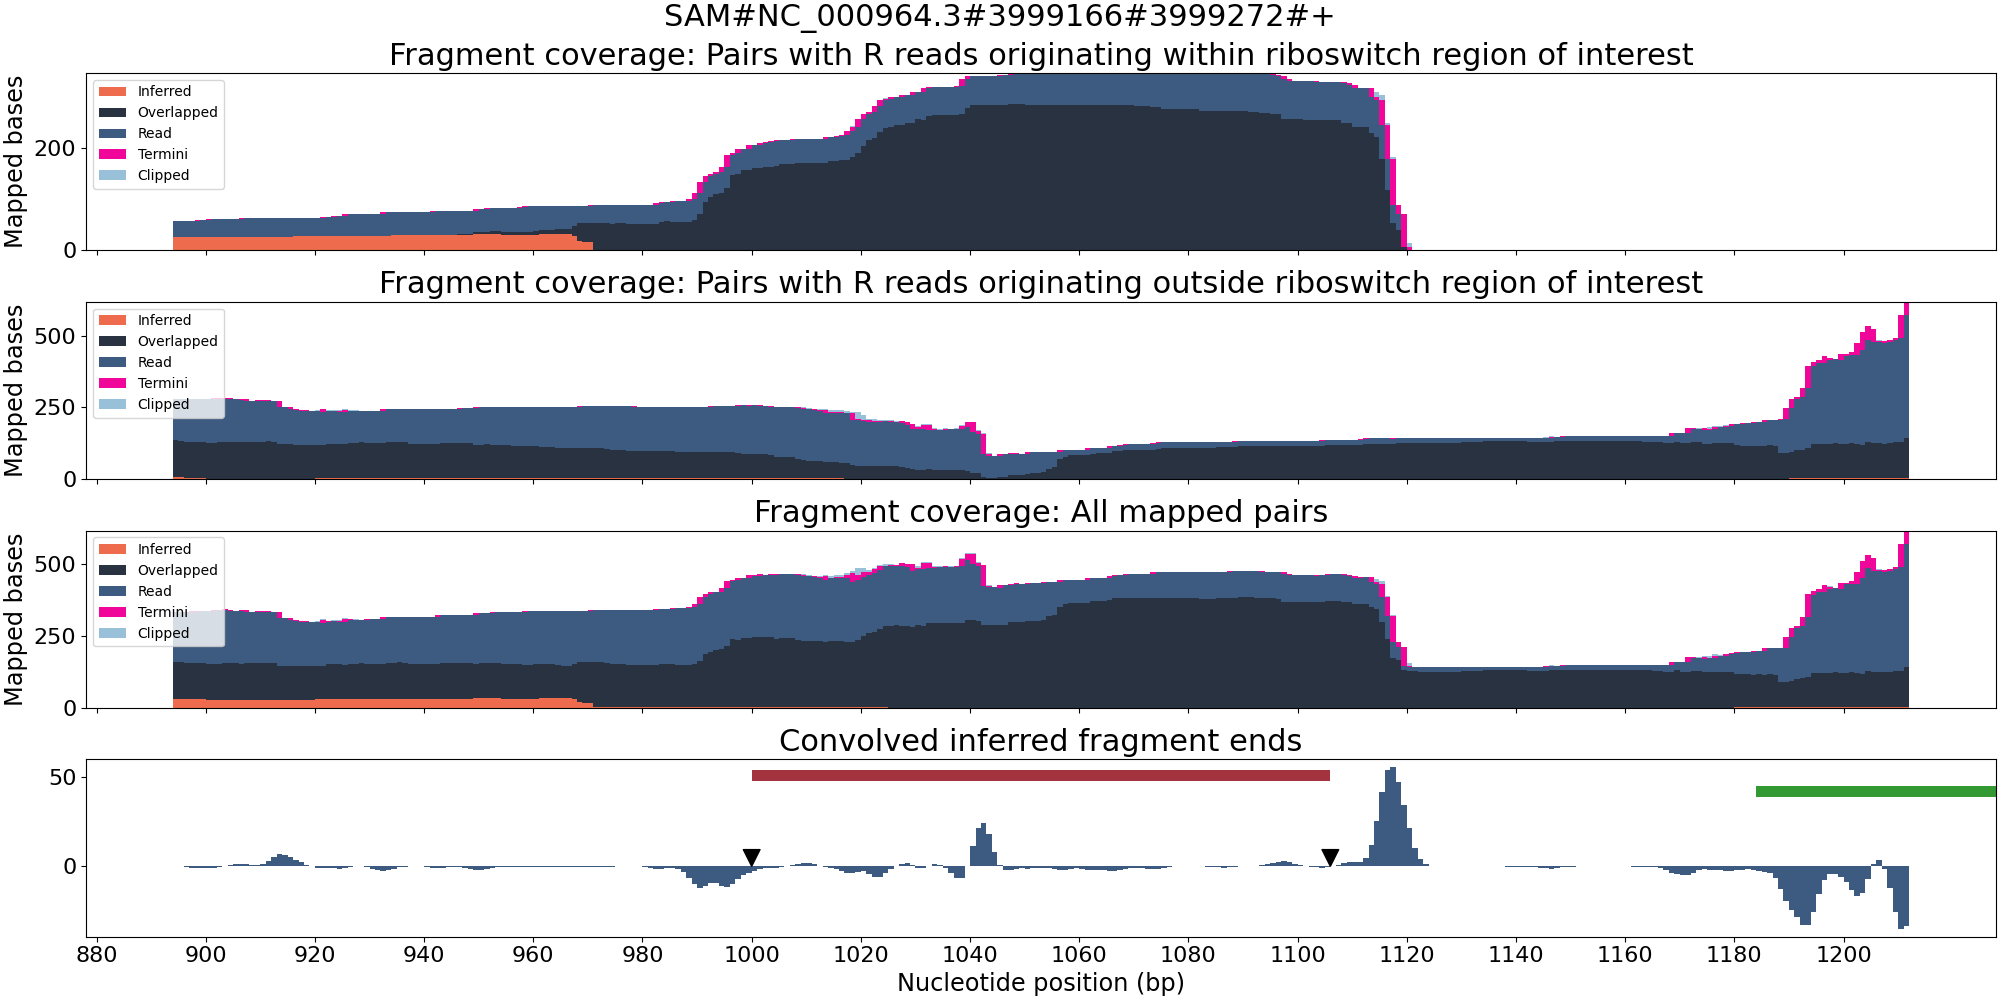 SAM#NC_000964.3#3999166#3999272#+
Fragment coverage: Pairs with R reads originating within riboswitch region of interest
Mapped bases
200
0
Inferred
Overlapped
Read
Termini
Clipped
Fragment coverage: Pairs with R reads originating outside riboswitch region of interest
Mapped bases
500
250
0
Inferred
Overlapped
Read
Termini
Clipped
Fragment coverage: All mapped pairs
Mapped bases
500
250
0
Inferred
Overlapped
Read
Termini
Clipped
Convolved inferred fragment ends
50
0
880 900 920 940 960 980 1000 1020 1040 1060 1080 1100 1120 1140 1160 1180 1200
Nucleotide position (bp)